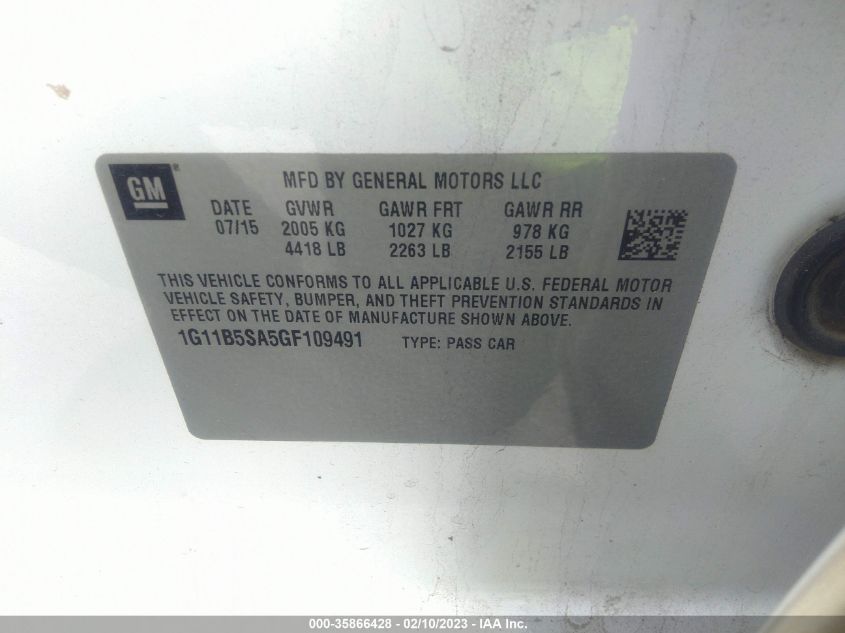 GM ®
MFD BY GENERAL MOTORS LLC
DATE GVWR GAWR FRT GAWR RR
07/15 2005 KG 1027 KG 978 KG
4418 LB 2263 LB 2155 LB
THIS VEHICLE CONFORMS TO ALL APPLICABLE U.S. FEDERAL MOTOR
VEHICLE SAFETY, BUMPER, AND THEFT PREVENTION STANDARDS IN
EFFECT ON THE DATE OF MANUFACTURE SHOWN ABOVE.
1G11B5SA5GF109491 TYPE: PASS CAR
000-35866428 - 02/10/2023 - IAA Inc.